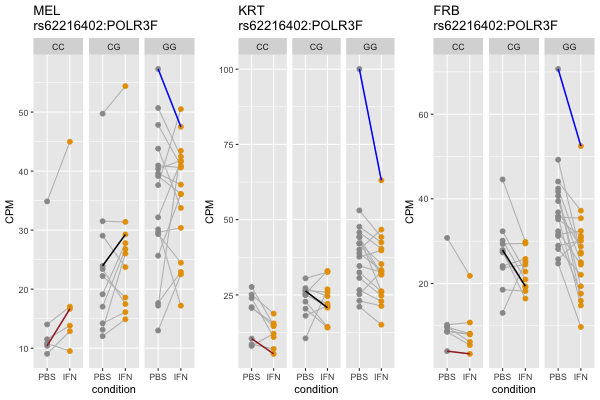 MEL
rs62216402:POLR3F
CC CG GG
CPM
50
40
30
20
10
PBS IFN PBS IFN PBS IFN
condition
KRT
rs62216402:POLR3F
CC CG GG
CPM
100
75
50
25
PBS IFN PBS IFN PBS IFN
condition
FRB
rs62216402:POLR3F
CC CG GG
CPM
60
40
20
PBS IFN PBS IFN PBS IFN
condition